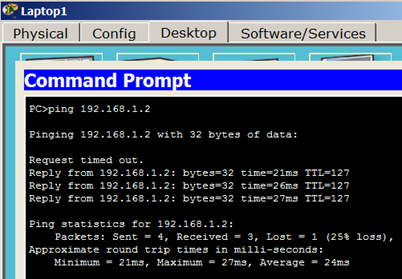 Laptop1
Physical Config Desktop Software/Services
Command Prompt
PC>ping 192.168.1.2
Pinging 192.168.1.2 with 32 bytes of data:
Request timed out.
Reply from 192.168.1.2: bytes=32 time=21ms TTL=127
Reply from 192.168.1.2: bytes=32 time=26ms TTL=127
Reply from 192.168.1.2: bytes=32 time=27ms TTL=127
Ping statistics for 192.168.1.2:
Packets: Sent = 4, Received = 3, Lost = 1 (25% loss),
Approximate round trip times in milli-seconds:
Minimum = 21ms, Maximum = 27ms, Average = 24ms